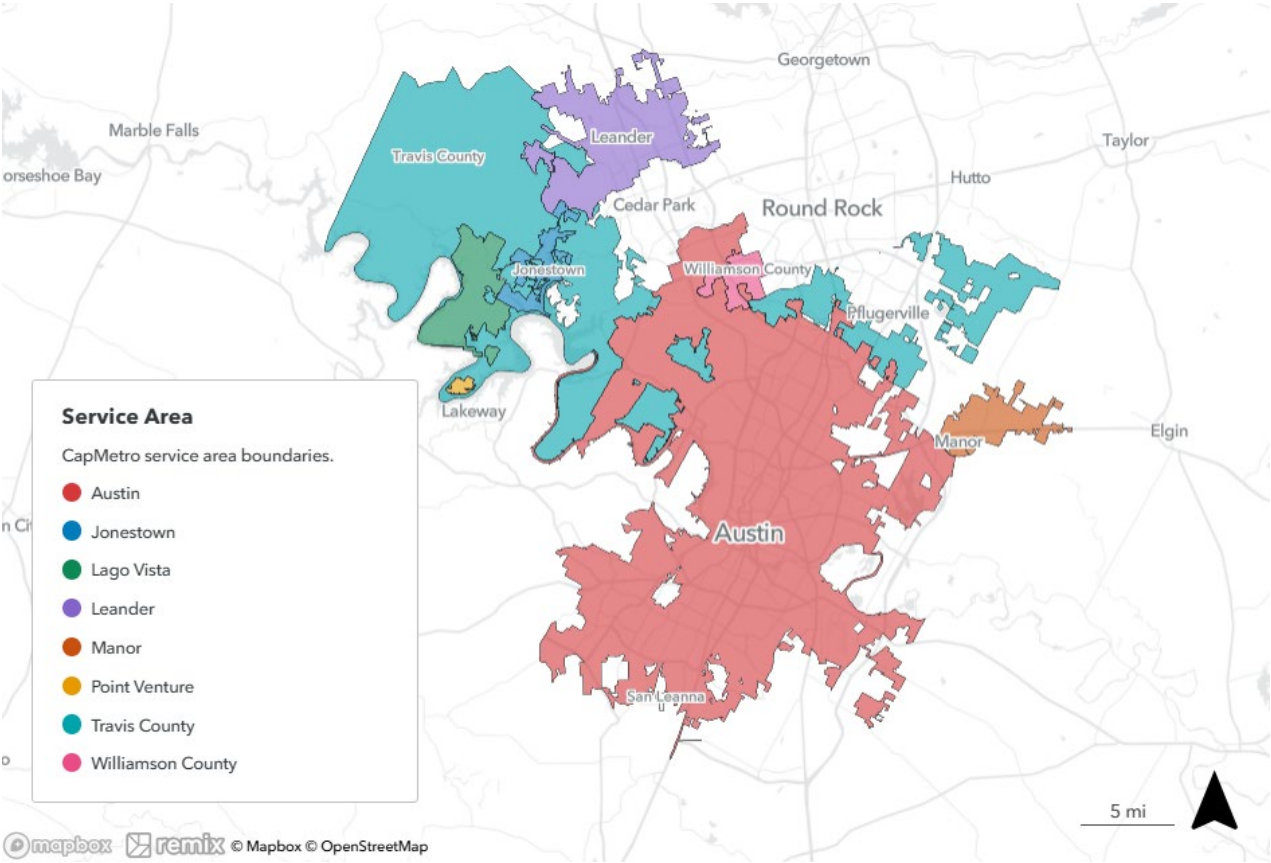 Georgetown
Marble Falls
Leander
Taylor
Travis County
orseshoe Bay
Hutto
Cedar Park
Round Rock
Jonestown
Williamson County
Pflugerville
Lakeway
Elgin
Manor
Service Area
CapMetro service area boundaries.
Austin
Jonestown
Lago Vista
Leander
Manor
Point Venture
Travis County
Williamson County
n Cit
Austin
San Leanna
o
5 mi
mapbox remix © Mapbox © OpenStreetMap